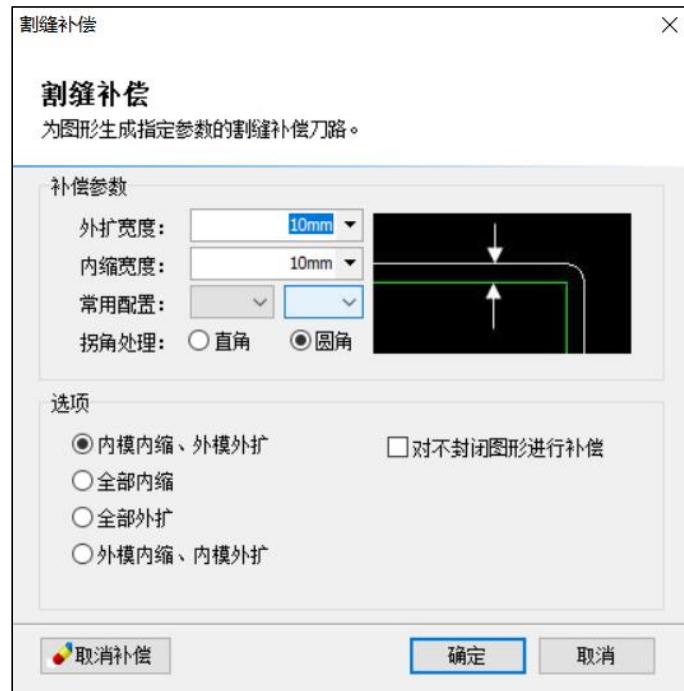 割缝补偿
割缝补偿
为图形生成指定参数的割缝补偿刀路。
补偿参数
外扩宽度： 10mm
内缩宽度： 10mm
常用配置：
拐角处理： 直角 圆角
选项
内模内缩、外模外扩 对不封闭图形进行补偿
全部内缩
全部外扩
外模内缩、内模外扩
取消补偿 确定 取消